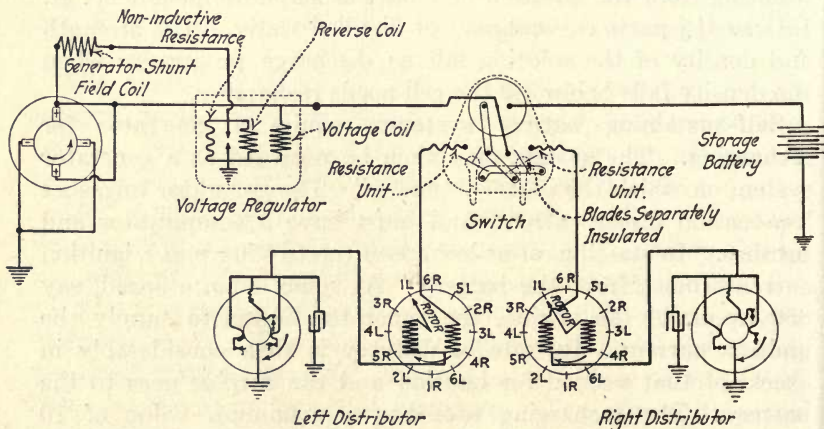 Non-inductive
Resistance
Reverse Coil
Generator Shunt
Field Coil
Voltage Coil
Voltage Regulator
Resistance
Unit
Switch
Resistance
Unit.
Blades Separately
Insulated
Storage
Battery
1L 6R 5L
3R 2R
4L 3L
5R 4R
2L 1R 6L
ROTOR
1L 6R 5L
3R 2R
4L 3L
5R 4R
2L 1R 6L
ROTOR
Left Distributor
Right Distributor